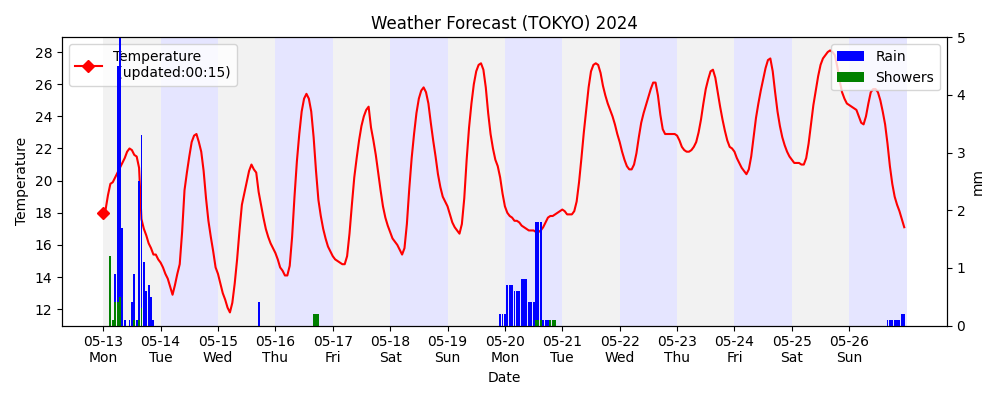 Weather Forecast (TOKYO) 2024
Temperature
(updated:00:15)
Rain
Showers
28
26
24
22
20
18
16
14
12
Temperature
5
4
3
2
1
0
mm
05-13 05-14 05-15 05-16 05-17 05-18 05-19 05-20 05-21 05-22 05-23 05-24 05-25 05-26
Mon Tue Wed Thu Fri Sat Sun Mon Tue Wed Thu Fri Sat Sun
Date